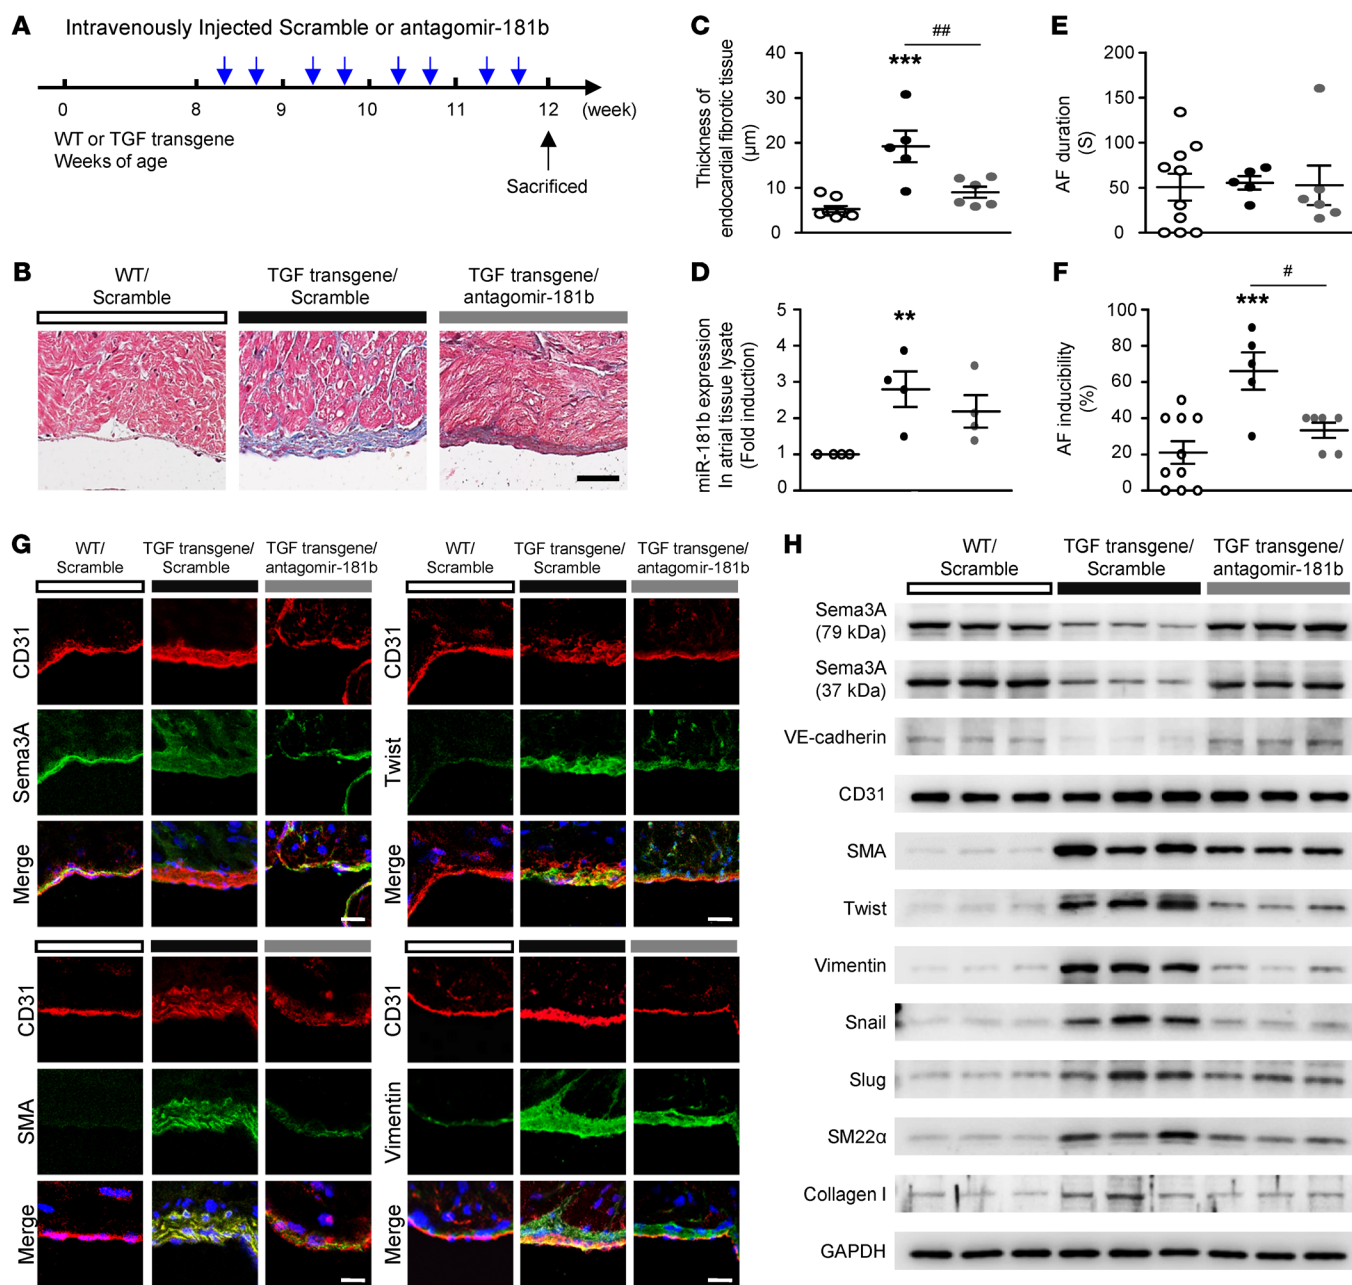 A
Intravenously Injected Scramble or antagomir-181b
0 8 9 10 11 12 (week)
WT or TGF transgene
Weeks of age
Sacrificed
B
WT/
Scramble
TGF transgene/
Scramble
TGF transgene/
antagomir-181b
C
Thickness of
endocardial fibrotic tissue
(µm)
40
30
20
10
0
***
##
D
miR-181b expression
In atrial tissue lysate
(Fold induction)
5
4
3
2
1
0
**
E
AF duration
(S)
200
150
100
50
0
F
AF inducibility
(%)
100
80
60
40
20
0
***
#
G
WT/
Scramble
TGF transgene/
Scramble
TGF transgene/
antagomir-181b
WT/
Scramble
TGF transgene/
Scramble
TGF transgene/
antagomir-181b
CD31
Sema3A
Merge
CD31
Twist
Merge
CD31
SMA
Merge
CD31
Vimentin
Merge
H
WT/
Scramble
TGF transgene/
Scramble
TGF transgene/
antagomir-181b
Sema3A
(79 kDa)
Sema3A
(37 kDa)
VE-cadherin
CD31
SMA
Twist
Vimentin
Snail
Slug
SM22α
Collagen I
GAPDH